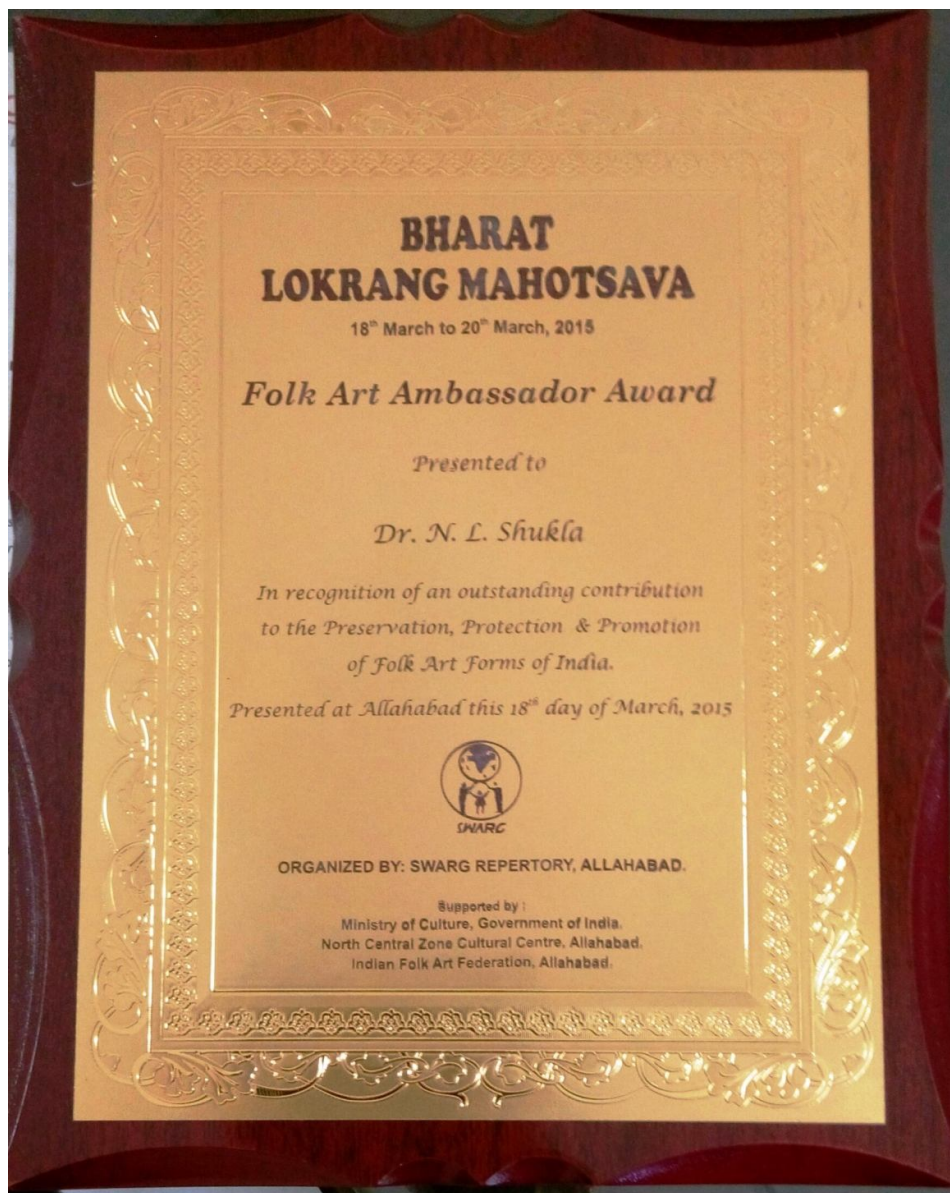 BHARAT
LOKRANG MAHOTSAVA
18th March to 20th March, 2015
Folk Art Ambassador Award
Presented to
Dr. N. L. Shukla
In recognition of an outstanding contribution
to the Preservation, Protection & Promotion
of Folk Art Forms of India.
Presented at Allahabad this 18th day of March, 2015
SWARG
ORGANIZED BY: SWARG REPERTORY, ALLAHABAD.
Supported by :
Ministry of Culture, Government of India.
North Central Zone Cultural Centre, Allahabad.
Indian Folk Art Federation, Allahabad.